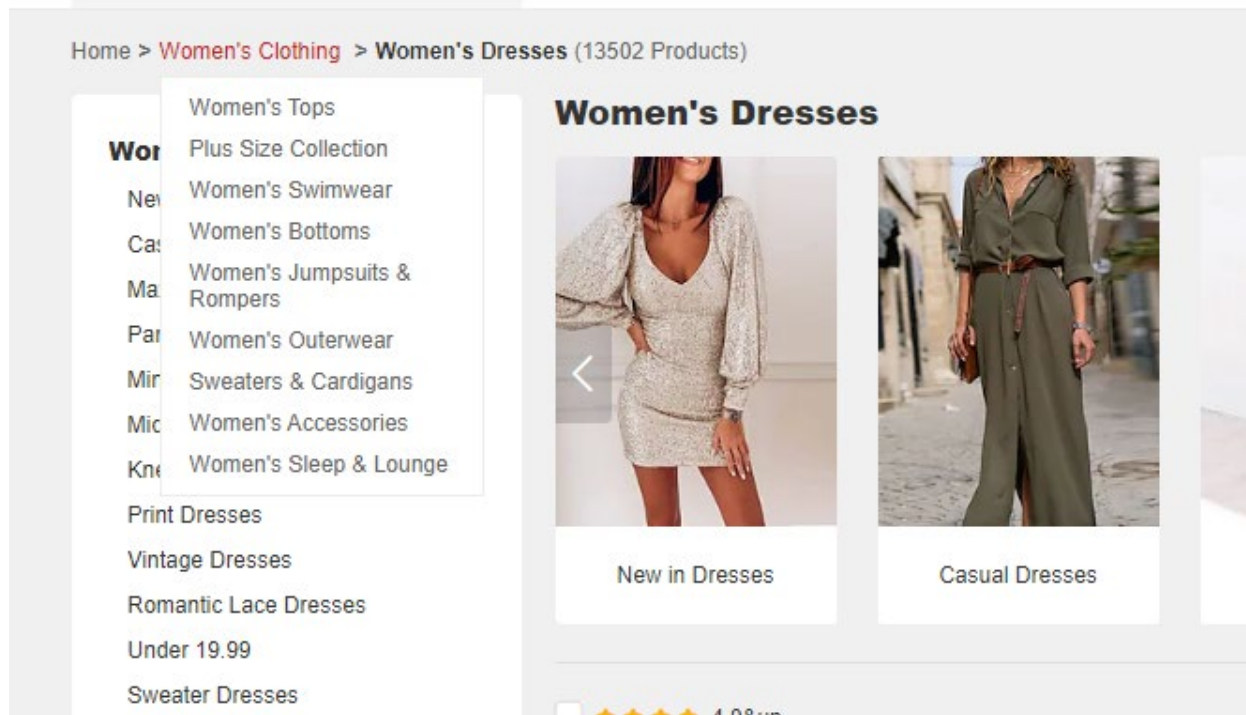 Home > Women's Clothing > Women's Dresses (13502 Products)
Women's Tops
Plus Size Collection
Women's Swimwear
Women's Bottoms
Women's Jumpsuits &
Rompers
Women's Outerwear
Sweaters & Cardigans
Women's Accessories
Women's Sleep & Lounge
Print Dresses
Vintage Dresses
Romantic Lace Dresses
Under 19.99
Sweater Dresses
Women's Dresses
New in Dresses
Casual Dresses